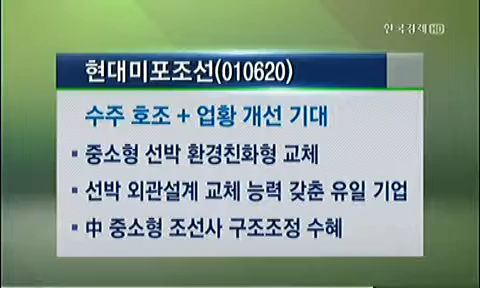 한국경제 HD
현대미포조선(010620)
수주 호조 + 업황 개선 기대
▪ 중소형 선박 환경친화형 교체
▪ 선박 외관설계 교체 능력 갖춘 유일 기업
▪ 中 중소형 조선사 구조조정 수혜